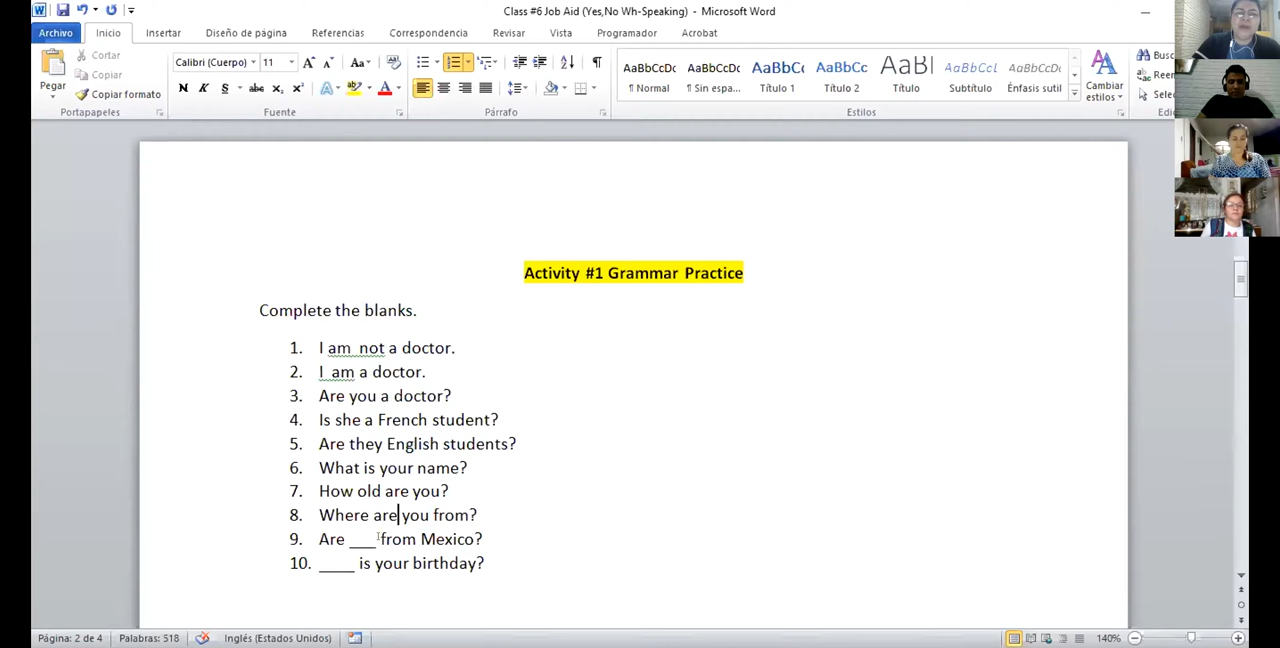 Class #6 Job Aid (Yes,No Wh-Speaking) - Microsoft Word
Archivo Inicio Insertar Diseño de página Referencias Correspondencia Revisar Vista Programador Acrobat
Pegar
Cortar
Copiar
Copiar formato
Portapapeles
Calibri (Cuerpo) 11
N K S abc x₂ x²
Fuente
Párrafo
AaBbCcDc AaBbCcDc AaBbCc AaBbCc AaBl AaBbCcL AaBbCcDc
¶ Normal ¶ Sin espa... Título 1 Título 2 Título Subtítulo Énfasis sutil
Cambiar estilos
Estilos
Activity #1 Grammar Practice
Complete the blanks.
1. I am not a doctor.
2. I am a doctor.
3. Are you a doctor?
4. Is she a French student?
5. Are they English students?
6. What is your name?
7. How old are you?
8. Where are you from?
9. Are ___ from Mexico?
10. ____ is your birthday?
Página: 2 de 4 Palabras: 518 Inglés (Estados Unidos) 140%